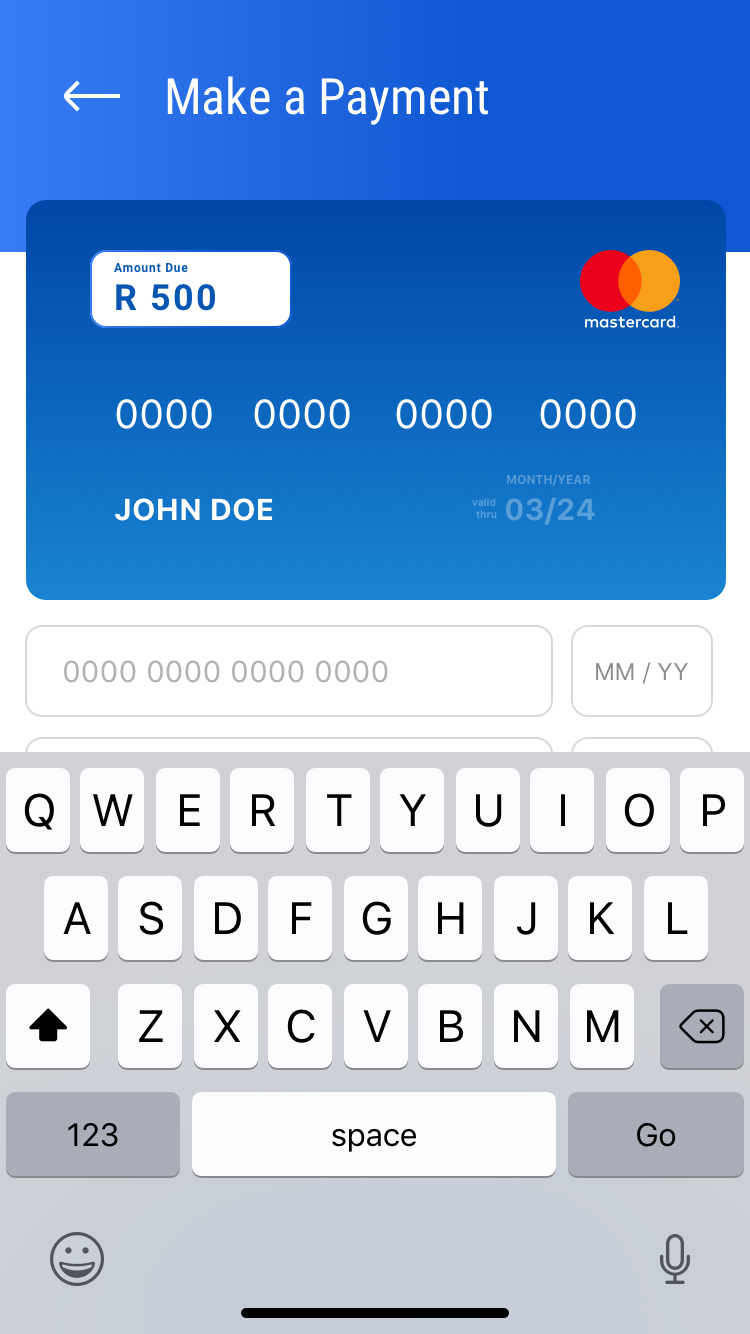 Make a Payment
Amount Due
R 500
mastercard.
0000 0000 0000 0000
MONTH/YEAR
JOHN DOE
valid
thru
03/24
0000 0000 0000 0000
MM / YY
Q W E R T Y U I O P
A S D F G H J K L
Z X C V B N M
123 space Go